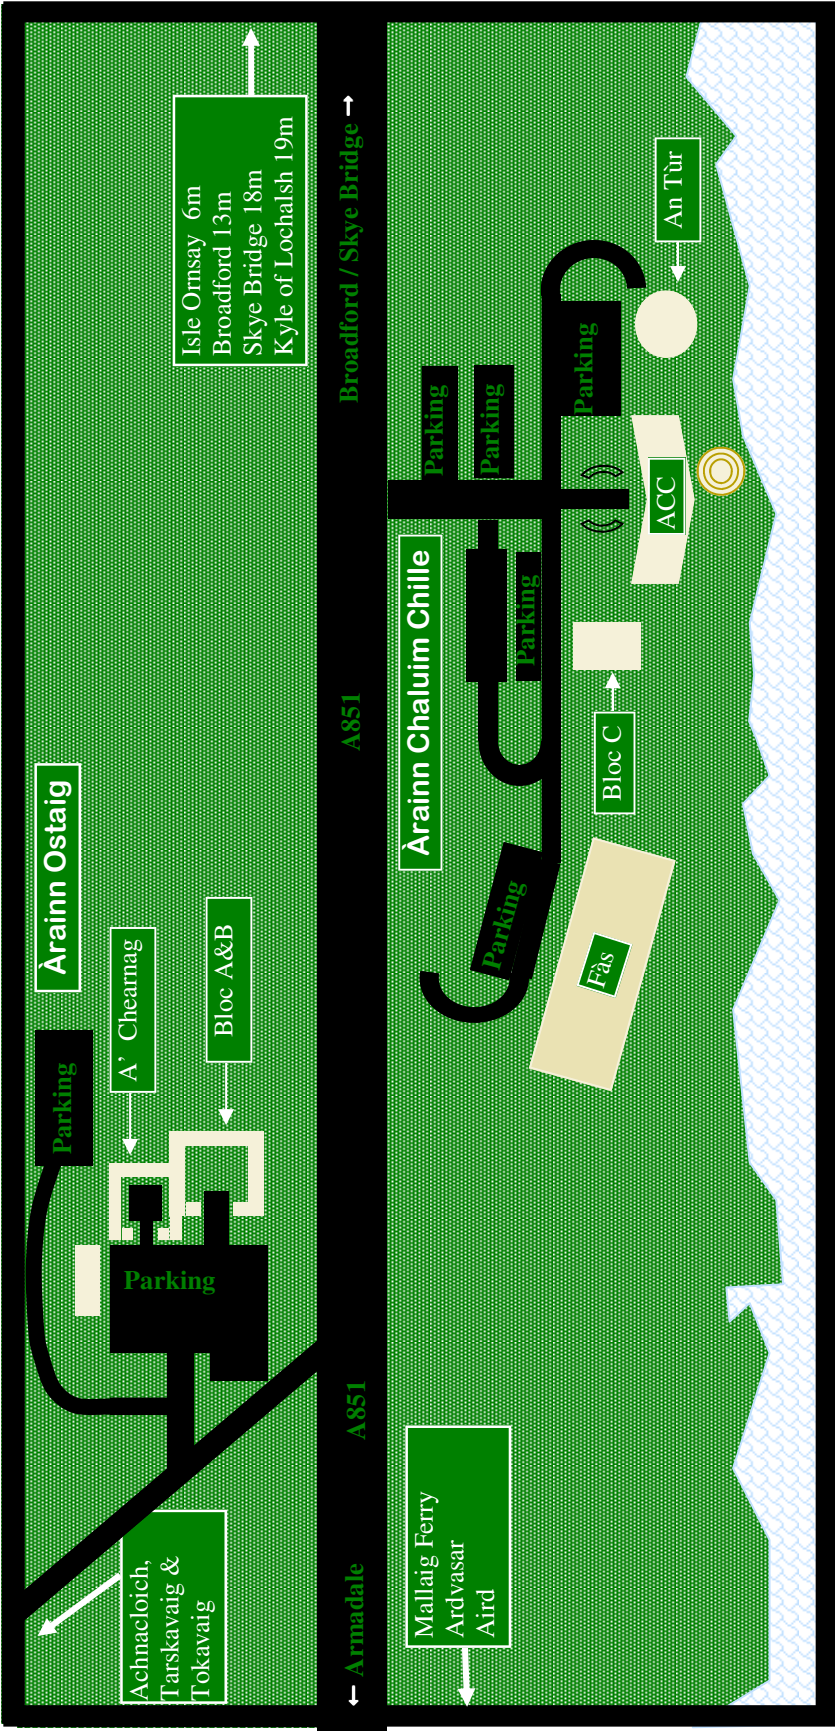 Achnacloich,
Tarskavaig &
Tokavaig
Parking
Parking
A’ Chearnag
Bloc A&B
Àrainn Ostaig
Isle Ornsay 6m
Broadford 13m
Skye Bridge 18m
Kyle of Lochalsh 19m
← Armadale
A851
A851
Broadford / Skye Bridge →
Mallaig Ferry
Ardvasar
Aird
Àrainn Chaluim Chille
Parking
Parking
Parking
Parking
Parking
Fàs
Bloc C
ACC
An Tùr